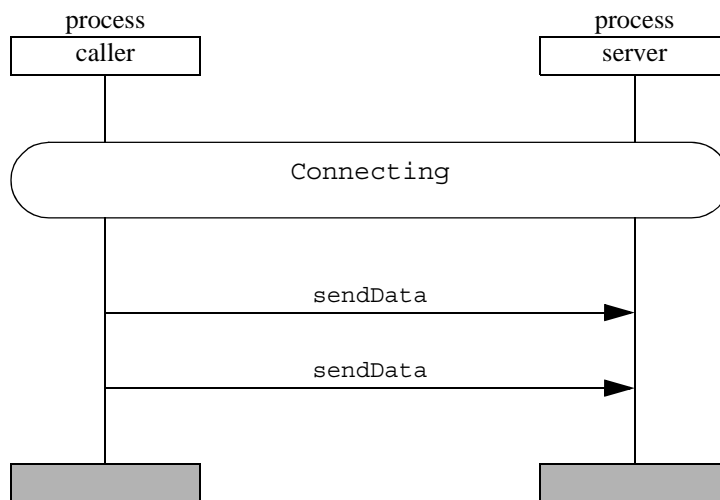 process
process
caller
server
Connecting
sendData
sendData